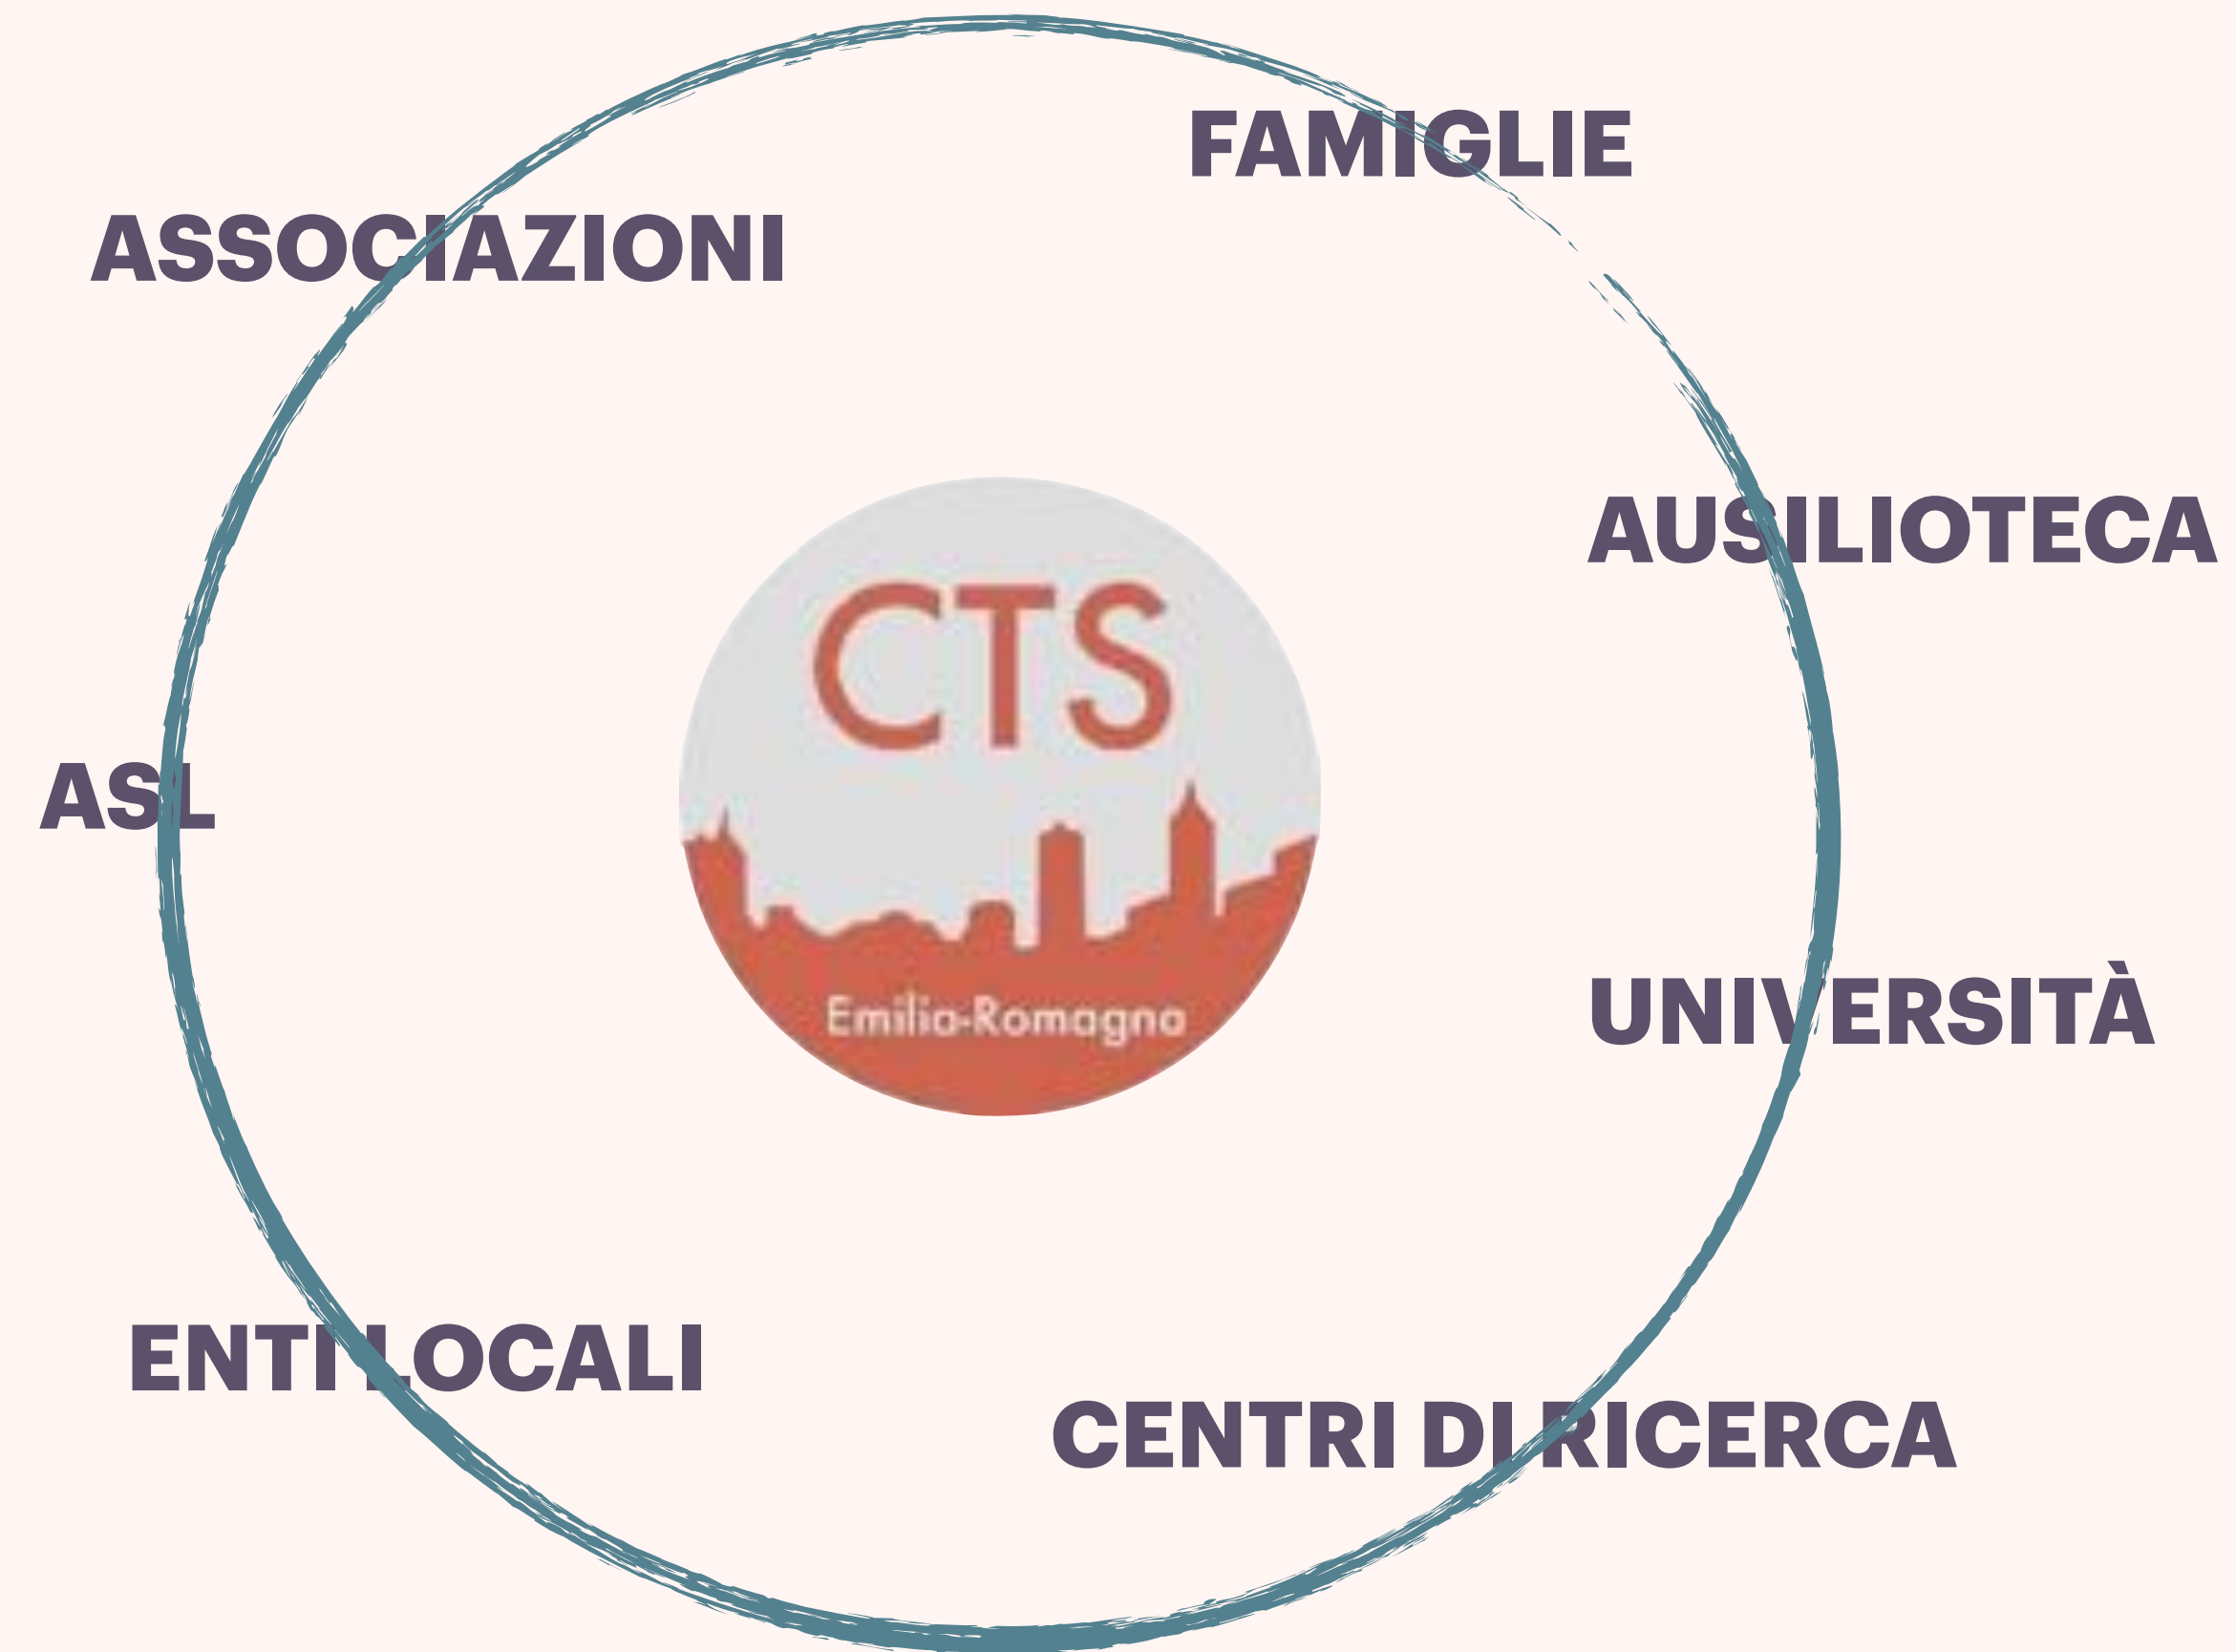 FAMIGLIE
ASSOCIAZIONI
AUSILIOTECA
CTS
ASL
UNIVERSITÀ
Emilia-Romagna
ENTI LOCALI
CENTRI DI RICERCA